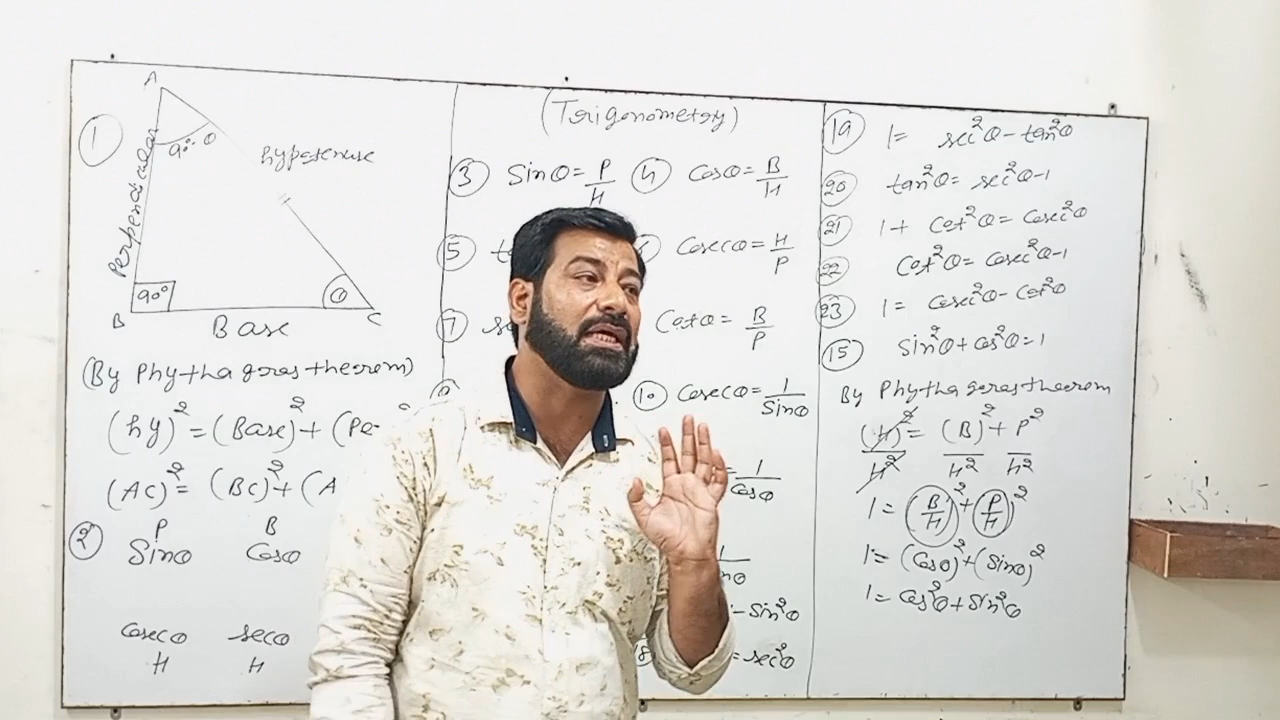 A
1
90°-θ
Hypotenuse
Perpendicular
90°
θ
B
C
Base
(By Phythagoras theorem)
(hy)² = (Base)² + (Pe
(AC)² = (BC)² + (A
2
P B
Sinθ Cosθ
Cosecθ Secθ
H H
(Trigonometry)
3 Sinθ = P/H 4 Cosθ = B/H
5 Cosecθ = H/P
7 Cotθ = B/P
10 Cosecθ = 1/Sinθ
= 1/Cosθ
- Sin²θ
18 = sec²θ
19 1 = sec²θ - tan²θ
20 tan²θ = sec²θ-1
21 1 + Cot²θ = Cosec²θ
22 Cot²θ = Cosec²θ-1
23 1 = Cosec²θ - Cot²θ
15 Sin²θ + Cos²θ = 1
By Phythagoras theorem
(H)²/H² = (B)²/H² + P²/H²
1 = (B/H)² + (P/H)²
1 = (Cosθ)² + (Sinθ)²
1 = Cos²θ + Sin²θ